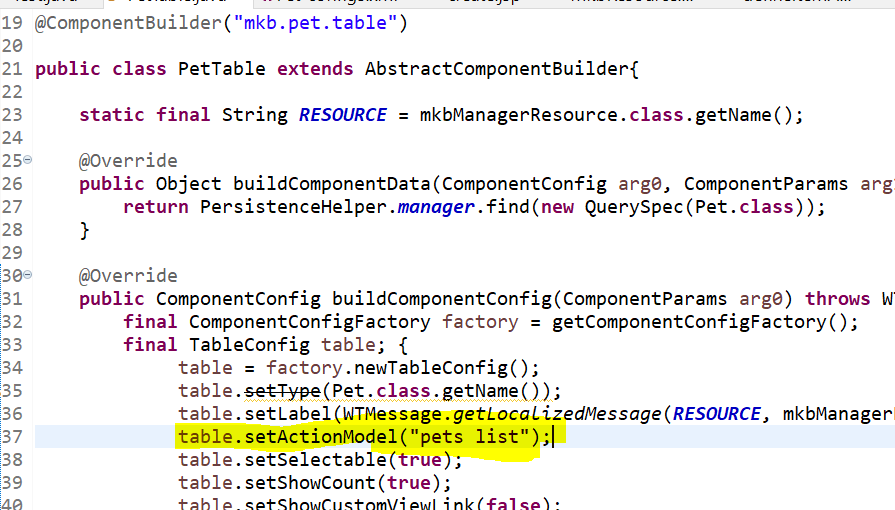 19 @ComponentBuilder("mkb.pet.table")
20
21 public class PetTable extends AbstractComponentBuilder{
22
23 static final String RESOURCE = mkbManagerResource.class.getName();
24
25 @Override
26 public Object buildComponentData(ComponentConfig arg0, ComponentParams arg
27 return PersistenceHelper.manager.find(new QuerySpec(Pet.class));
28 }
29
30 @Override
31 public ComponentConfig buildComponentConfig(ComponentParams arg0) throws W
32 final ComponentConfigFactory factory = getComponentConfigFactory();
33 final TableConfig table; {
34 table = factory.newTableConfig();
35 table.setType(Pet.class.getName());
36 table.setLabel(WTMessage.getLocalizedMessage(RESOURCE, mkbManager
37 table.setActionModel("pets list");
38 table.setSelectable(true);
39 table.setShowCount(true);
40 table.setShowCustomViewLink(false);